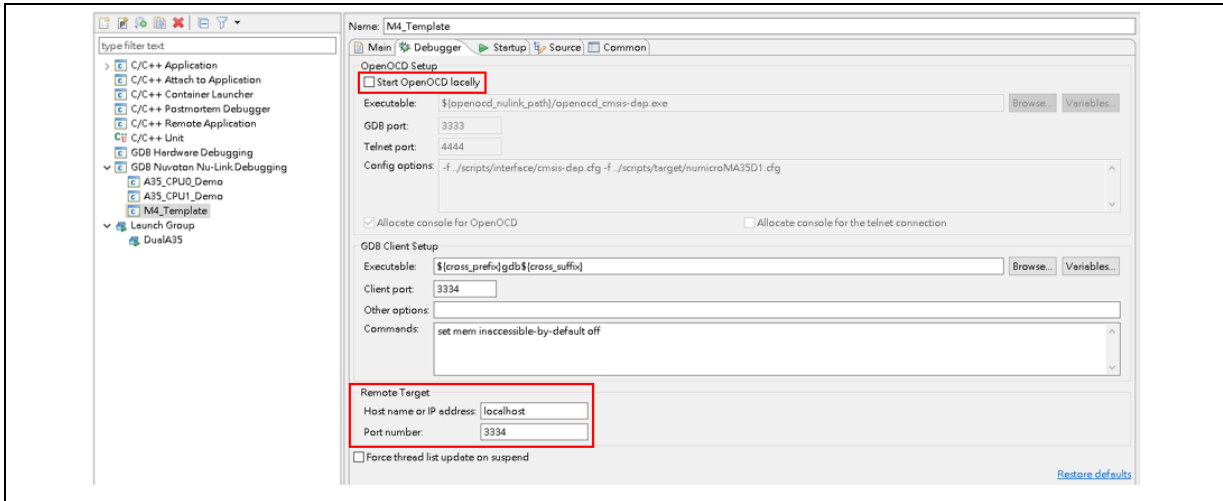 Name: M4_Template
type filter text
Main Debugger Startup Source Common
C/C++ Application
C/C++ Attach to Application
C/C++ Container Launcher
C/C++ Postmortem Debugger
C/C++ Remote Application
C/C++ Unit
GDB Hardware Debugging
GDB Nuvoton Nu-Link Debugging
A35_CPU0_Demo
A35_CPU1_Demo
M4_Template
Launch Group
DualA35
OpenOCD Setup
Start OpenOCD locally
Executable: ${openocd_nulink_path}/openocd_cmsis-dap.exe Browse... Variables...
GDB port: 3333
Telnet port: 4444
Config options: -f ../scripts/interface/cmsis-dap.cfg -f ../scripts/target/numicroMA35D1.cfg
Allocate console for OpenOCD Allocate console for the telnet connection
GDB Client Setup
Executable: ${cross_prefix}gdb${cross_suffix} Browse... Variables...
Client port: 3334
Other options:
Commands: set mem inaccessible-by-default off
Remote Target
Host name or IP address: localhost
Port number: 3334
Force thread list update on suspend
Restore defaults